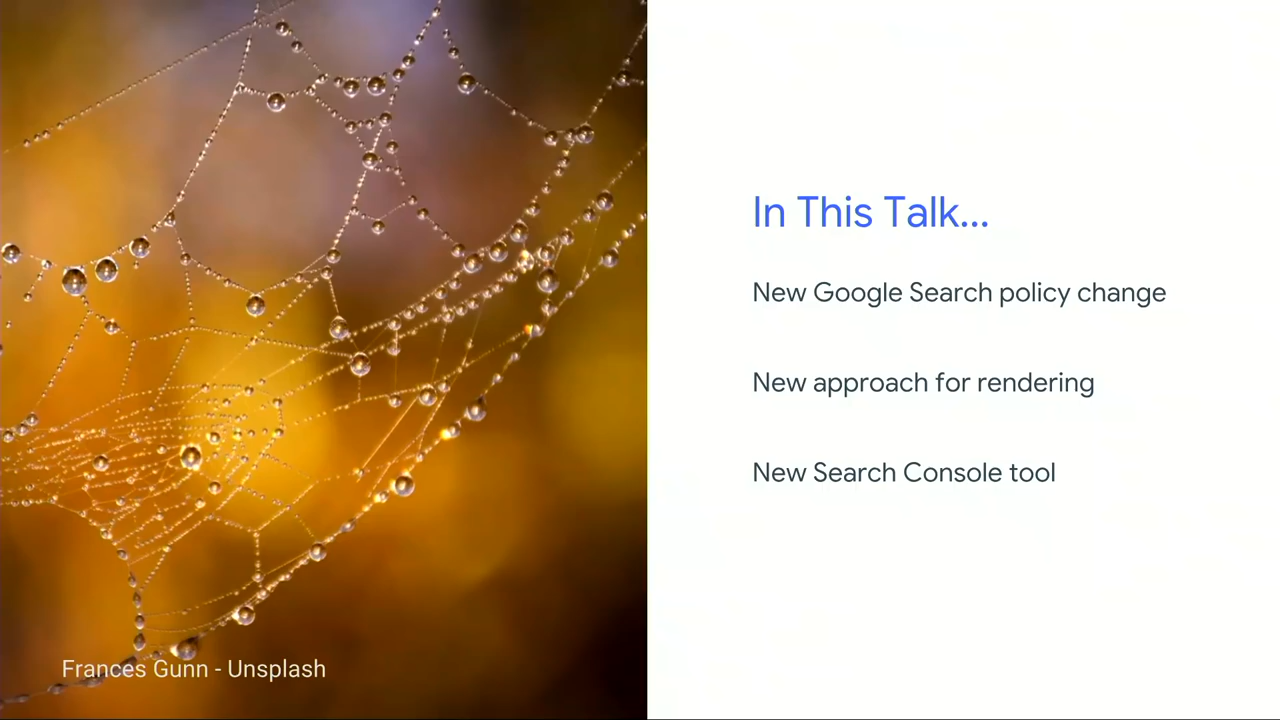 In This Talk...
New Google Search policy change
New approach for rendering
New Search Console tool
Frances Gunn - Unsplash